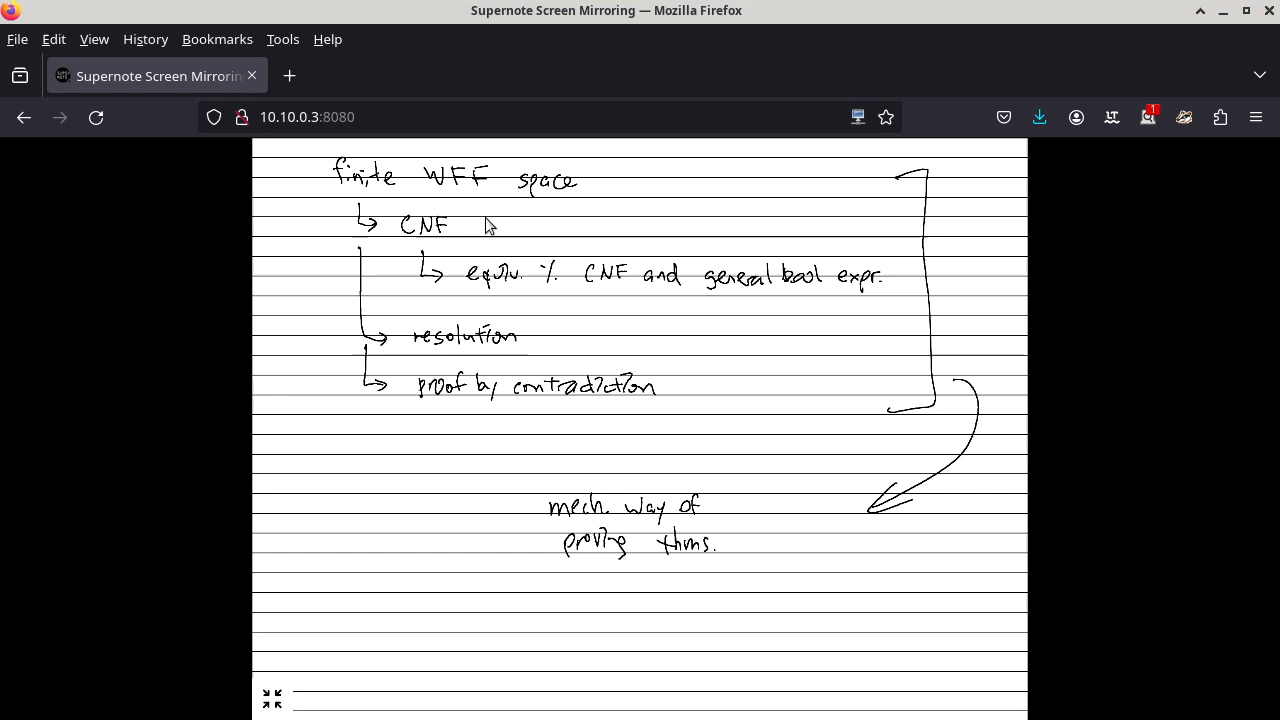 Supernote Screen Mirroring — Mozilla Firefox
File Edit View History Bookmarks Tools Help
Supernote Screen Mirrorin
10.10.0.3:8080
1
finite WFF space
↳ CNF
↳ equiv. ·/. CNF and general bool expr.
↳ resolution
↳ proof by contradiction
mech. way of
proving thms.